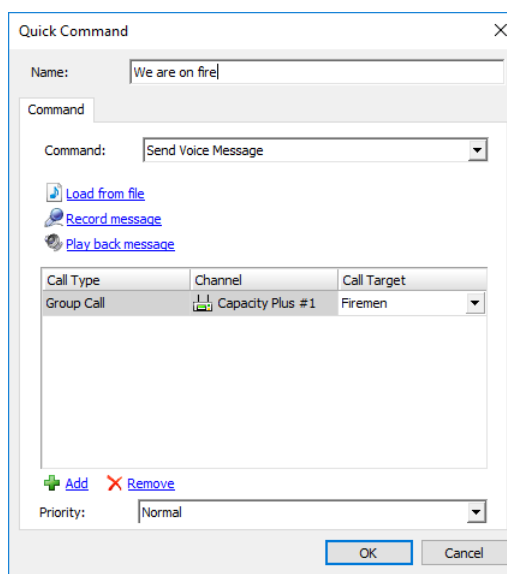 Quick Command
Name: We are on fire
Command
Command: Send Voice Message
Load from file
Record message
Play back message
Call Type Channel Call Target
Group Call Capacity Plus #1 Firemen
Add Remove
Priority: Normal
OK Cancel